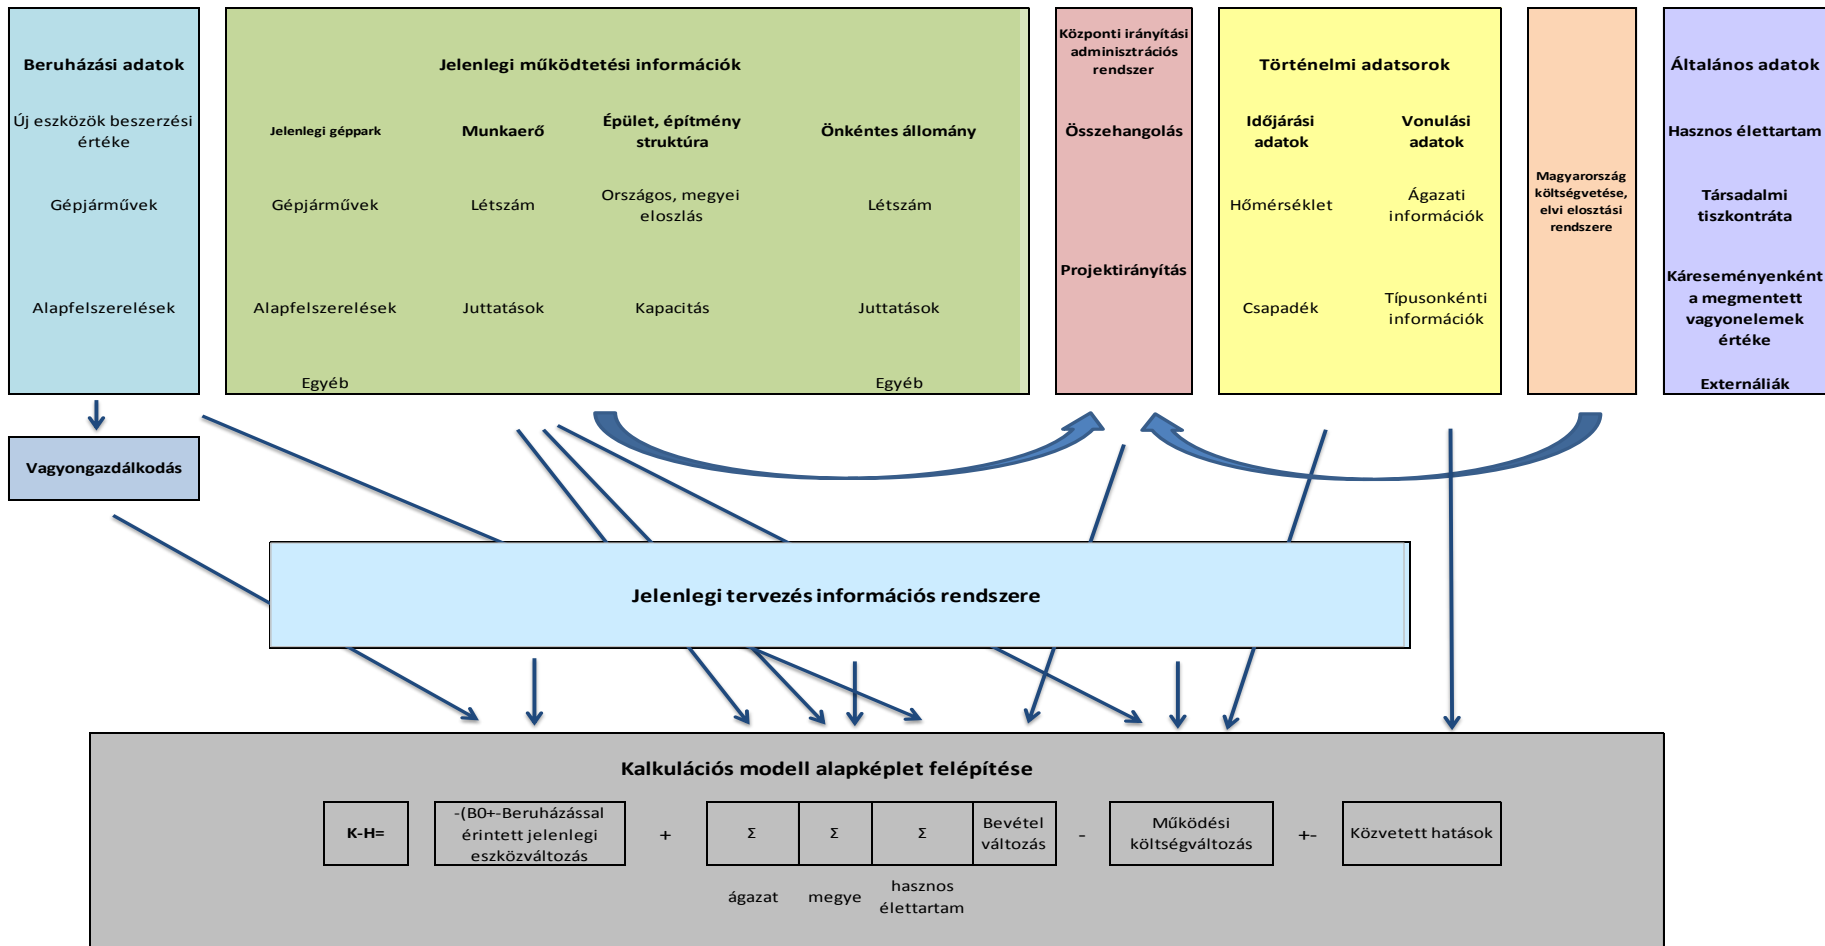 Beruházási adatok
Új eszközök beszerzési
értéke
Gépjárművek
Alapfelszerelések
Jelenlegi működtetési információk
Jelenlegi géppark
Gépjárművek
Alapfelszerelések
Egyéb
Munkaerő
Létszám
Juttatások
Épület, építmény
struktúra
Országos, megyei
eloszlás
Kapacitás
Önkéntes állomány
Létszám
Juttatások
Egyéb
Központi irányítási
adminisztrációs
rendszer
Összehangolás
Projektirányítás
Történelmi adatsorok
Időjárási
adatok
Hőmérséklet
Csapadék
Vonulási
adatok
Ágazati
információk
Típusonkénti
információk
Magyarország
költségvetése,
elvi elosztási
rendszere
Általános adatok
Hasznos élettartam
Társadalmi
tiszkontráta
Káreseményenként
a megmentett
vagyonelemek
értéke
Externáliák
Vagyongazdálkodás
Jelenlegi tervezés információs rendszere
Kalkulációs modell alapképlet felépítése
K-H=
-(B0+-Beruházással
érintett jelenlegi
eszközváltozás
+
Σ
Σ
Σ
Bevétel
változás
-
Működési
költségváltozás
+-
Közvetett hatások
ágazat
megye
hasznos
élettartam